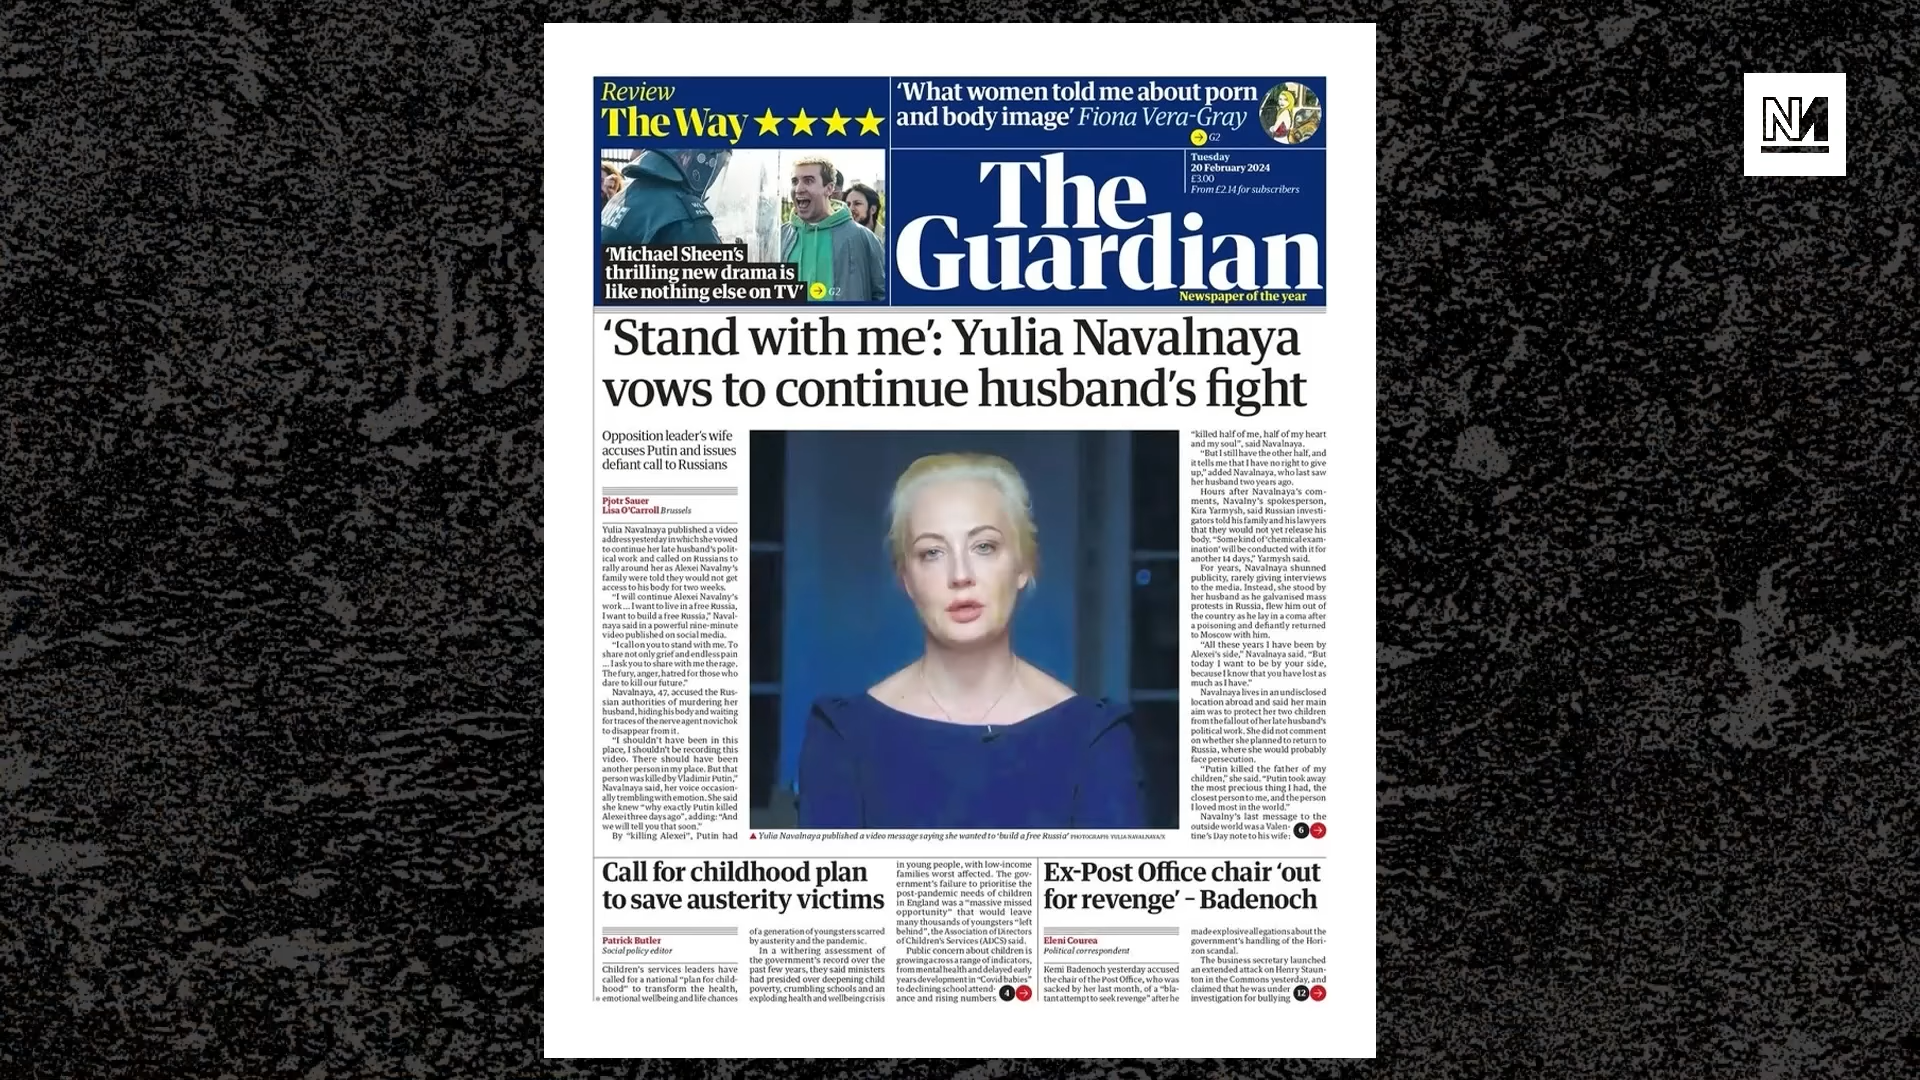 Review
The Way ★★★★
'Michael Sheen's
thrilling new drama is
like nothing else on TV' → G2
'What women told me about porn
and body image' Fiona Vera-Gray
→ G2
Tuesday
20 February 2024
£3.00
From £2.14 for subscribers
The
Guardian
Newspaper of the year
NM
'Stand with me': Yulia Navalnaya
vows to continue husband's fight
Opposition leader's wife
accuses Putin and issues
defiant call to Russians
Pjotr Sauer
Lisa O'Carroll Brussels
Yulia Navalnaya published a video
address yesterday in which she vowed
to continue her late husband's polit-
ical work and called on Russians to
rally around her as Alexei Navalny's
family were told they would not get
access to his body for two weeks.
"I will continue Alexei Navalny's
work ... I want to live in a free Russia,
I want to build a free Russia," Naval-
naya said in a powerful nine-minute
video published on social media.
"I call on you to stand with me. To
share not only grief and endless pain
... I ask you to share with me the rage.
The fury, anger, hatred for those who
dare to kill our future."
Navalnaya, 47, accused the Rus-
sian authorities of murdering her
husband, hiding his body and waiting
for traces of the nerve agent novichok
to disappear from it.
"I shouldn't have been in this
place, I shouldn't be recording this
video. There should have been
another person in my place. But that
person was killed by Vladimir Putin,"
Navalnaya said, her voice occasion-
ally trembling with emotion. She said
she knew "why exactly Putin killed
Alexei three days ago", adding: "And
we will tell you that soon."
By "killing Alexei", Putin had
▲ Yulia Navalnaya published a video message saying she wanted to 'build a free Russia' PHOTOGRAPH: YULIA NAVALNAYA/X
"killed half of me, half of my heart
and my soul", said Navalnaya.
"But I still have the other half, and
it tells me that I have no right to give
up," added Navalnaya, who last saw
her husband two years ago.
Hours after Navalnaya's com-
ments, Navalny's spokesperson,
Kira Yarmysh, said Russian investi-
gators told his family and his lawyers
that they would not yet release his
body. "Some kind of 'chemical exam-
ination' will be conducted with it for
another 14 days," Yarmysh said.
For years, Navalnaya shunned
publicity, rarely giving interviews
to the media. Instead, she stood by
her husband as he galvanised mass
protests in Russia, flew him out of
the country as he lay in a coma after
a poisoning and defiantly returned
to Moscow with him.
"All these years I have been by
Alexei's side," Navalnaya said. "But
today I want to be by your side,
because I know that you have lost as
much as I have."
Navalnaya lives in an undisclosed
location abroad and said her main
aim was to protect her two children
from the fallout of her late husband's
political work. She did not comment
on whether she planned to return to
Russia, where she would probably
face persecution.
"Putin killed the father of my
children," she said. "Putin took away
the most precious thing I had, the
closest person to me, and the person
I loved most in the world."
Navalny's last message to the
outside world was a Valen-
tine's Day note to his wife: 6 →
Call for childhood plan
to save austerity victims
Patrick Butler
Social policy editor
Children's services leaders have
called for a national "plan for child-
hood" to transform the health,
emotional wellbeing and life chances
of a generation of youngsters scarred
by austerity and the pandemic.
In a withering assessment of
the government's record over the
past few years, they said ministers
had presided over deepening child
poverty, crumbling schools and an
exploding health and wellbeing crisis
in young people, with low-income
families worst affected. The gov-
ernment's failure to prioritise the
post-pandemic needs of children
in England was a "massive missed
opportunity" that would leave
many thousands of youngsters "left
behind", the Association of Directors
of Children's Services (ADCS) said.
Public concern about children is
growing across a range of indicators,
from mental health and delayed early
years development in "Covid babies"
to declining school attend-
ance and rising numbers 4 →
Ex-Post Office chair 'out
for revenge' – Badenoch
Eleni Courea
Political correspondent
Kemi Badenoch yesterday accused
the chair of the Post Office, who was
sacked by her last month, of a "bla-
tant attempt to seek revenge" after he
made explosive allegations about the
government's handling of the Hori-
zon scandal.
The business secretary launched
an extended attack on Henry Staun-
ton in the Commons yesterday, and
claimed that he was under
investigation for bullying 12 →